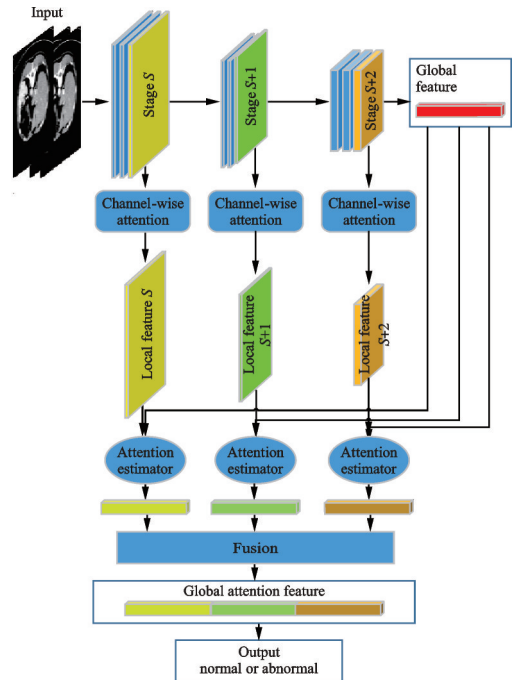 Input
Stage S
Stage S+1
Stage S+2
Global
feature
Channel-wise
attention
Channel-wise
attention
Channel-wise
attention
Local feature S
Local feature
S+1
Local feature
S+2
Attention
estimator
Attention
estimator
Attention
estimator
Fusion
Global attention feature
Output
normal or abnormal